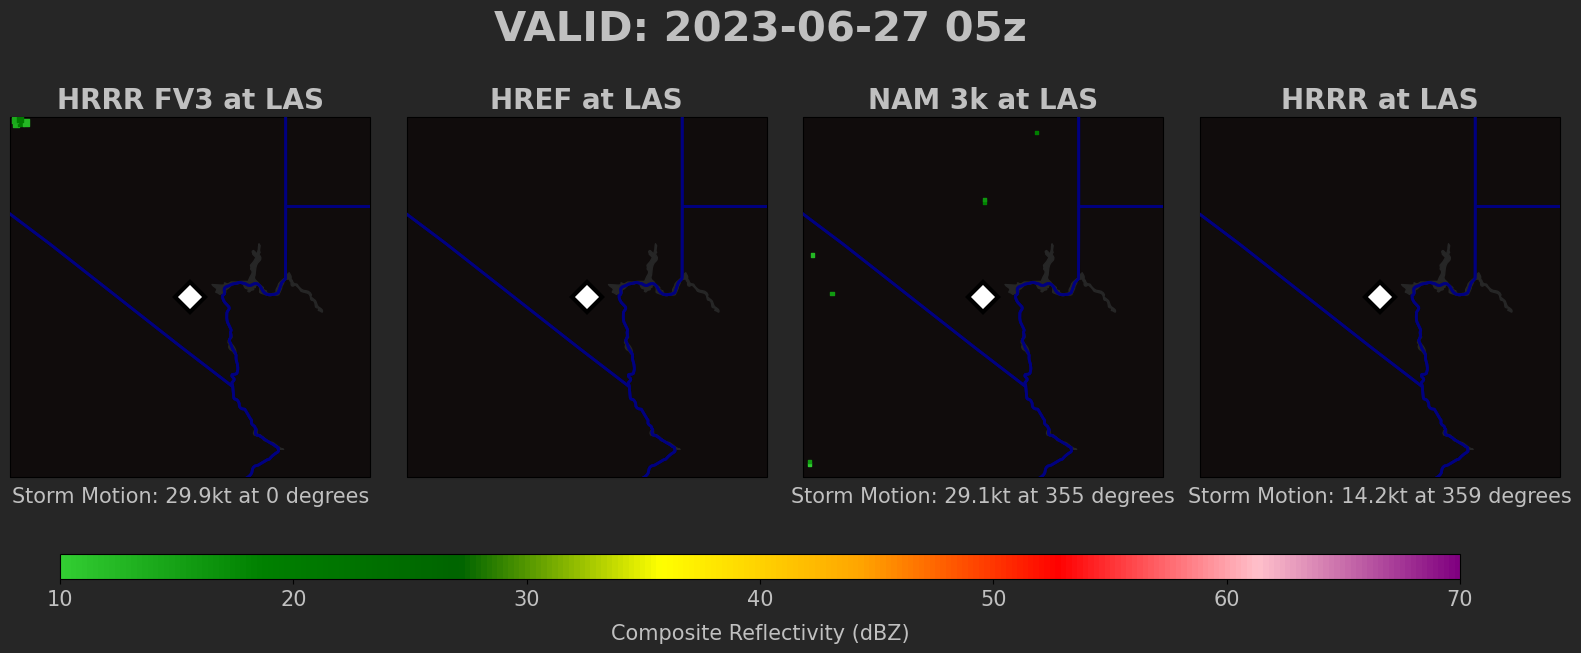 VALID: 2023-06-27 05z
HRRR FV3 at LAS
HREF at LAS
NAM 3k at LAS
HRRR at LAS
Storm Motion: 29.9kt at 0 degrees
Storm Motion: 29.1kt at 355 degrees
Storm Motion: 14.2kt at 359 degrees
10 20 30 40 50 60 70
Composite Reflectivity (dBZ)